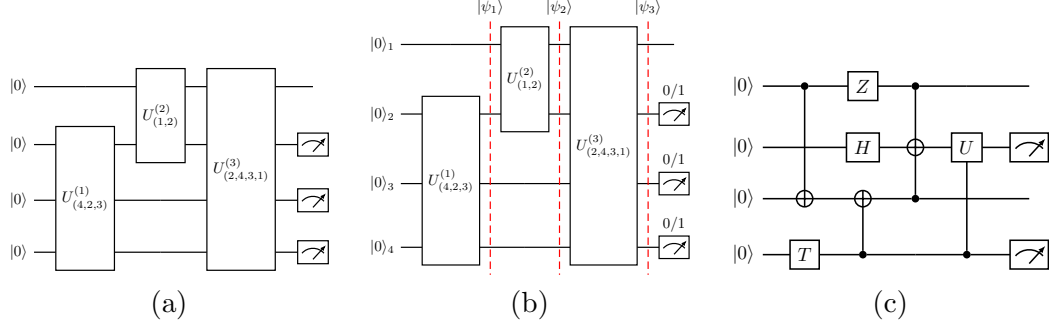 |0⟩
|0⟩
|0⟩
|0⟩
U^{(1)}_{(4,2,3)}
U^{(2)}_{(1,2)}
U^{(3)}_{(2,4,3,1)}
(a)
|ψ₁⟩ |ψ₂⟩ |ψ₃⟩
|0⟩₁
|0⟩₂
|0⟩₃
|0⟩₄
U^{(1)}_{(4,2,3)}
U^{(2)}_{(1,2)}
U^{(3)}_{(2,4,3,1)}
0/1
0/1
0/1
(b)
|0⟩ Z
|0⟩ H U
|0⟩
|0⟩ T
(c)